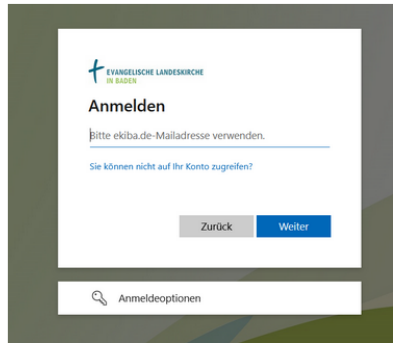 EVANGELISCHE LANDESKIRCHE
IN BADEN
Anmelden
Bitte ekiba.de-Mailadresse verwenden.
Sie können nicht auf Ihr Konto zugreifen?
Zurück
Weiter
Anmeldeoptionen